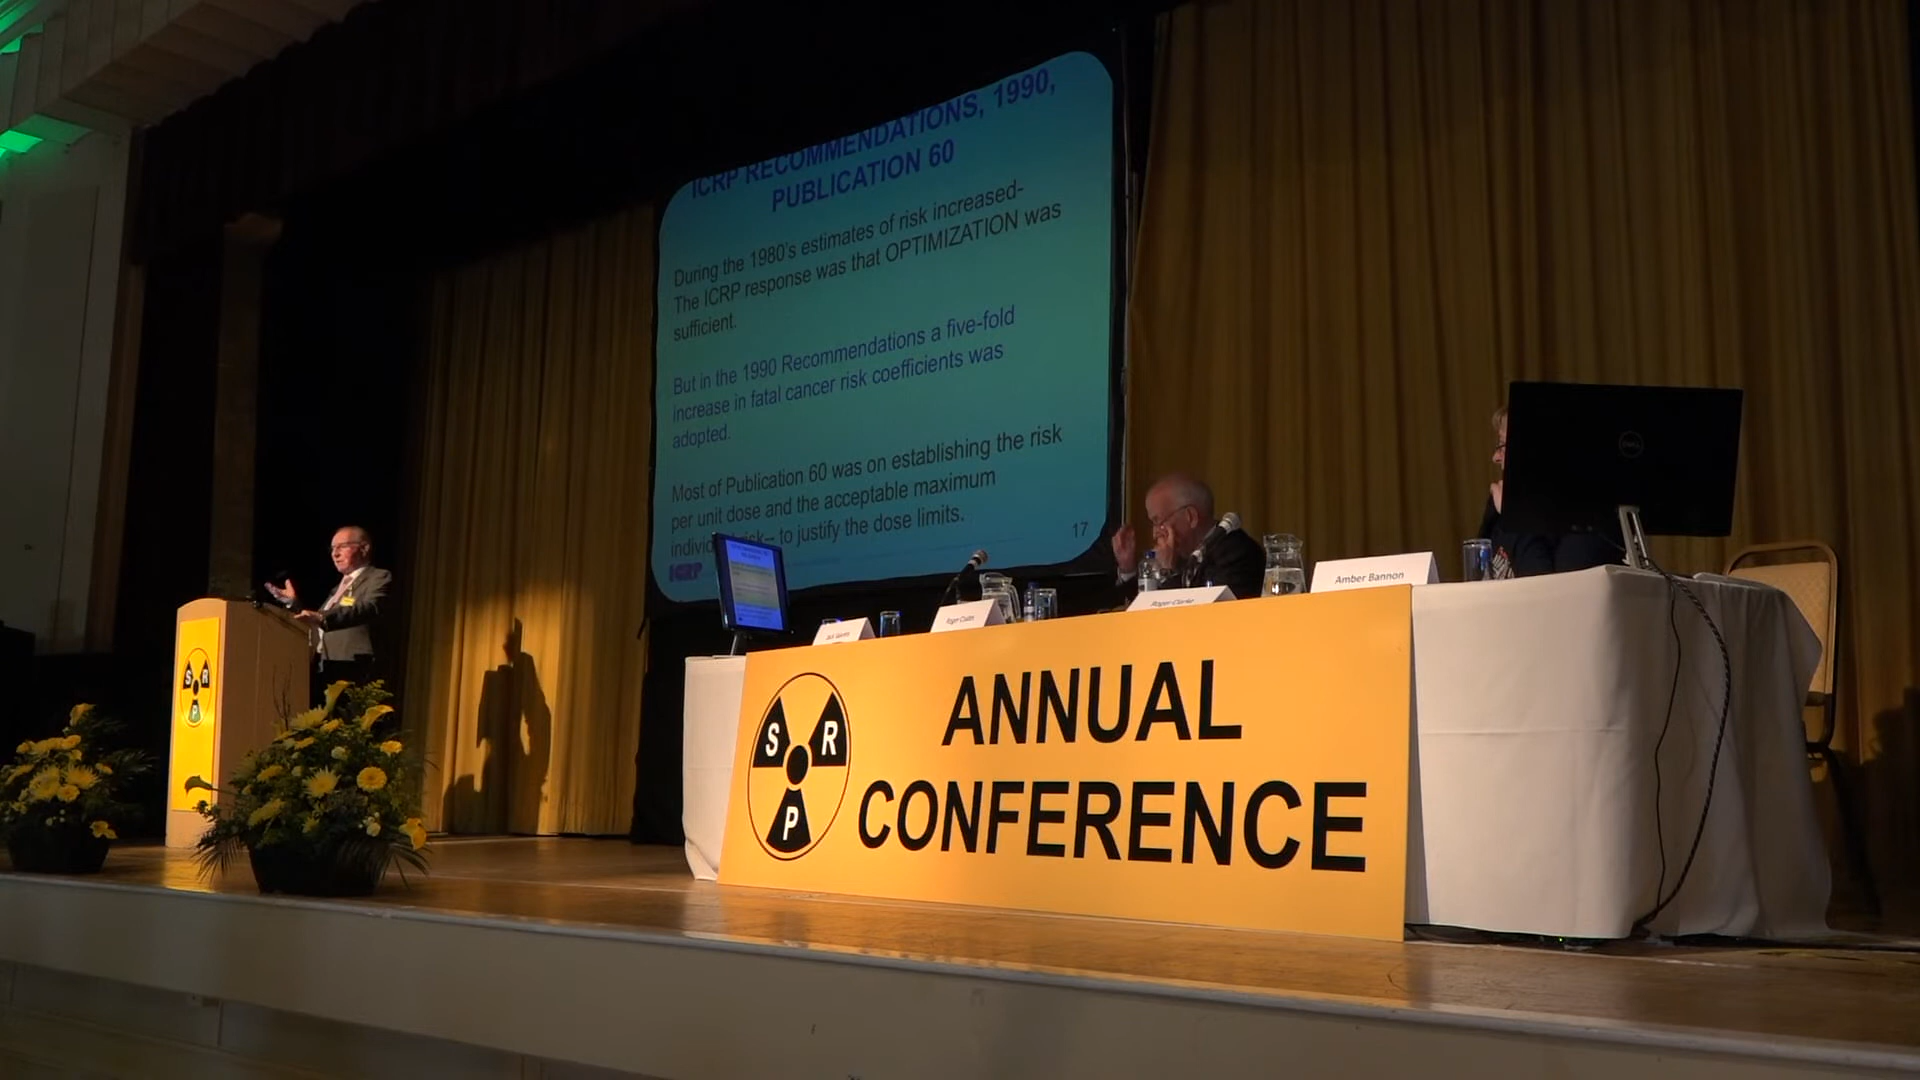 ICRP RECOMMENDATIONS, 1990,
PUBLICATION 60
During the 1980's estimates of risk increased-
The ICRP response was that OPTIMIZATION was
sufficient.
But in the 1990 Recommendations a five-fold
increase in fatal cancer risk coefficients was
adopted.
Most of Publication 60 was on establishing the risk
per unit dose and the acceptable maximum
risk– to justify the dose limits.
17
ICRP
Roger Clarke
Amber Bannon
S R
P
S R
P
ANNUAL
CONFERENCE
DELL